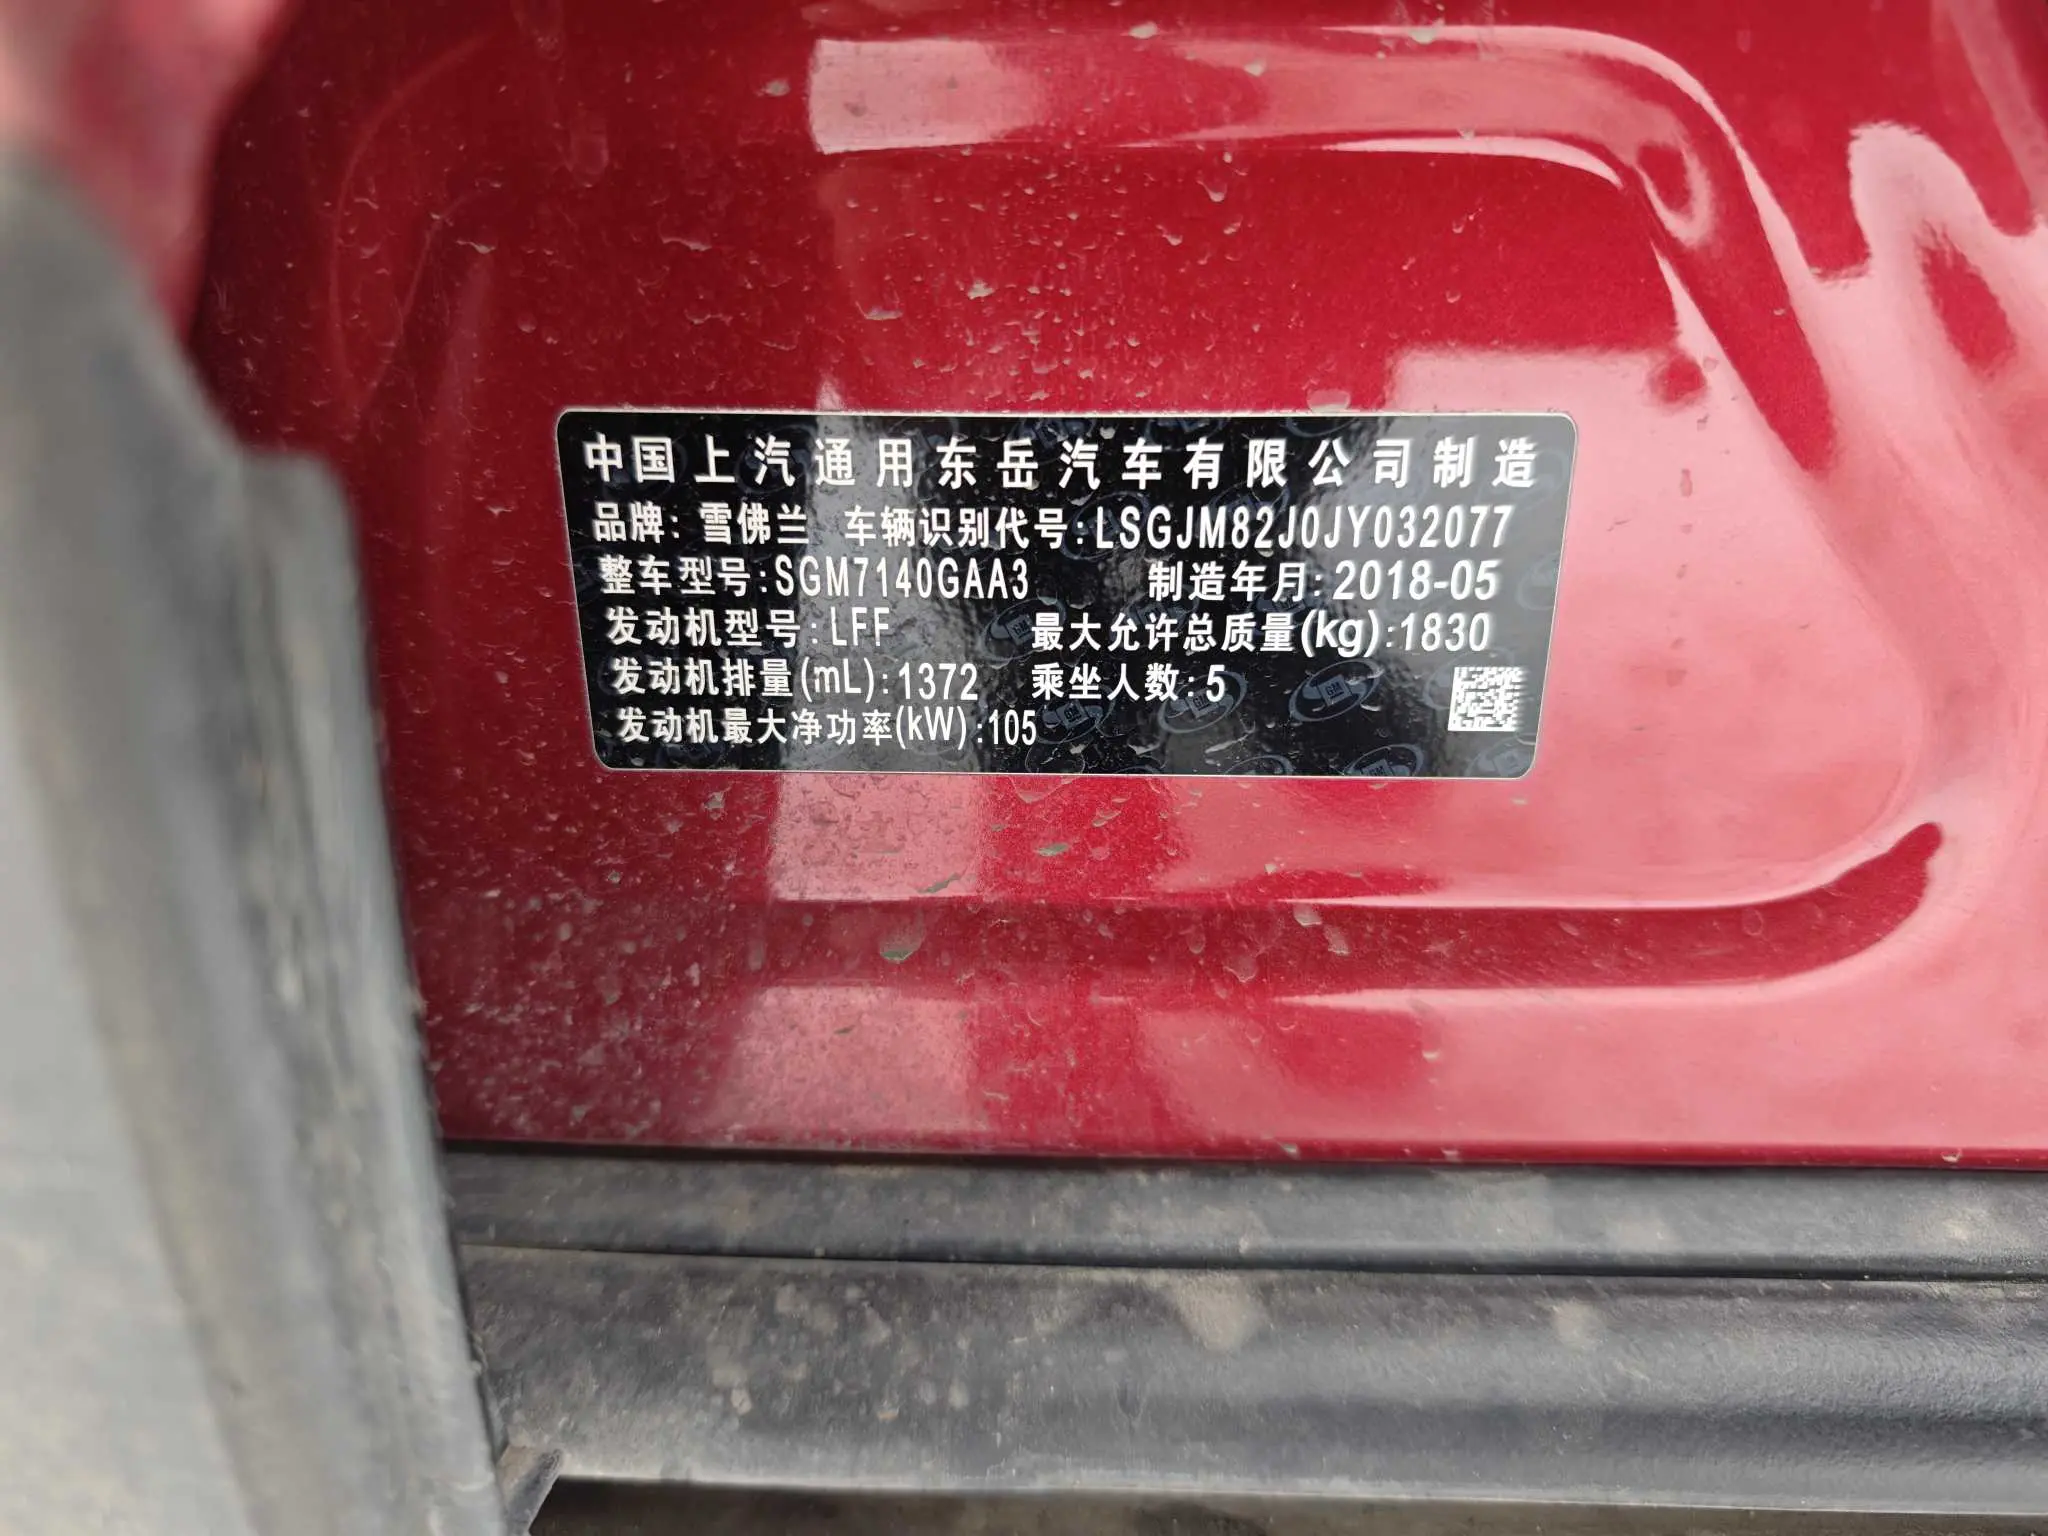 中国上汽通用东岳汽车有限公司制造
品牌: 雪佛兰 车辆识别代号:LSGJM82J0JY032077
整车型号:SGM7140GAA3 制造年月:2018-05
发动机型号:LFF 最大允许总质量(kg):1830
发动机排量(mL):1372 乘坐人数:5
发动机最大净功率(kW):105